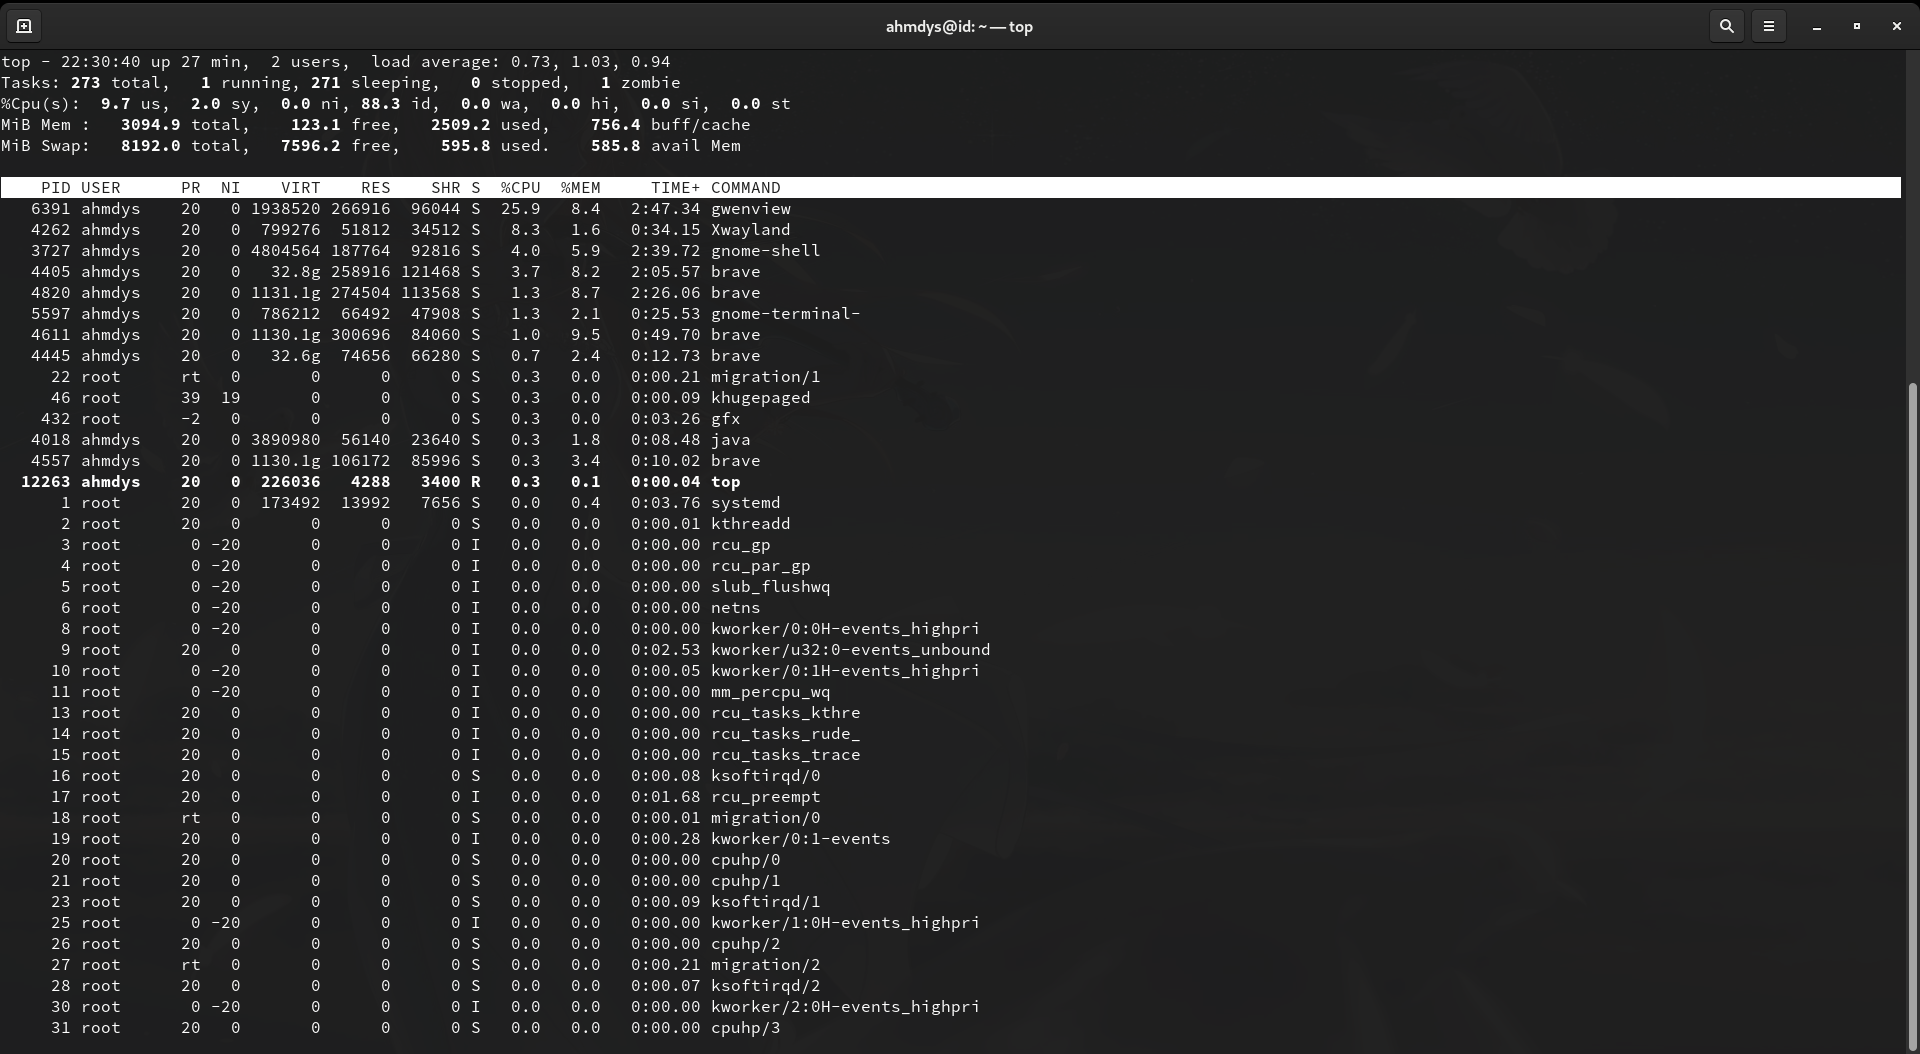 ahmdys@id: ~ — top
top - 22:30:40 up 27 min,  2 users,  load average: 0.73, 1.03, 0.94
Tasks: 273 total,   1 running, 271 sleeping,   0 stopped,   1 zombie
%Cpu(s):  9.7 us,  2.0 sy,  0.0 ni, 88.3 id,  0.0 wa,  0.0 hi,  0.0 si,  0.0 st
MiB Mem :   3094.9 total,    123.1 free,   2509.2 used,    756.4 buff/cache
MiB Swap:   8192.0 total,   7596.2 free,    595.8 used.    585.8 avail Mem
    PID USER      PR  NI    VIRT    RES    SHR S  %CPU  %MEM     TIME+ COMMAND
   6391 ahmdys    20   0 1938520 266916  96044 S  25.9   8.4   2:47.34 gwenview
   4262 ahmdys    20   0  799276  51812  34512 S   8.3   1.6   0:34.15 Xwayland
   3727 ahmdys    20   0 4804564 187764  92816 S   4.0   5.9   2:39.72 gnome-shell
   4405 ahmdys    20   0   32.8g 258916 121468 S   3.7   8.2   2:05.57 brave
   4820 ahmdys    20   0 1131.1g 274504 113568 S   1.3   8.7   2:26.06 brave
   5597 ahmdys    20   0  786212  66492  47908 S   1.3   2.1   0:25.53 gnome-terminal-
   4611 ahmdys    20   0 1130.1g 300696  84060 S   1.0   9.5   0:49.70 brave
   4445 ahmdys    20   0   32.6g  74656  66280 S   0.7   2.4   0:12.73 brave
     22 root      rt   0       0      0      0 S   0.3   0.0   0:00.21 migration/1
     46 root      39  19       0      0      0 S   0.3   0.0   0:00.09 khugepaged
    432 root      -2   0       0      0      0 S   0.3   0.0   0:03.26 gfx
   4018 ahmdys    20   0 3890980  56140  23640 S   0.3   1.8   0:08.48 java
   4557 ahmdys    20   0 1130.1g 106172  85996 S   0.3   3.4   0:10.02 brave
  12263 ahmdys    20   0  226036   4288   3400 R   0.3   0.1   0:00.04 top
      1 root      20   0  173492  13992   7656 S   0.0   0.4   0:03.76 systemd
      2 root      20   0       0      0      0 S   0.0   0.0   0:00.01 kthreadd
      3 root       0 -20       0      0      0 I   0.0   0.0   0:00.00 rcu_gp
      4 root       0 -20       0      0      0 I   0.0   0.0   0:00.00 rcu_par_gp
      5 root       0 -20       0      0      0 I   0.0   0.0   0:00.00 slub_flushwq
      6 root       0 -20       0      0      0 I   0.0   0.0   0:00.00 netns
      8 root       0 -20       0      0      0 I   0.0   0.0   0:00.00 kworker/0:0H-events_highpri
      9 root      20   0       0      0      0 I   0.0   0.0   0:02.53 kworker/u32:0-events_unbound
     10 root       0 -20       0      0      0 I   0.0   0.0   0:00.05 kworker/0:1H-events_highpri
     11 root       0 -20       0      0      0 I   0.0   0.0   0:00.00 mm_percpu_wq
     13 root      20   0       0      0      0 I   0.0   0.0   0:00.00 rcu_tasks_kthre
     14 root      20   0       0      0      0 I   0.0   0.0   0:00.00 rcu_tasks_rude_
     15 root      20   0       0      0      0 I   0.0   0.0   0:00.00 rcu_tasks_trace
     16 root      20   0       0      0      0 S   0.0   0.0   0:00.08 ksoftirqd/0
     17 root      20   0       0      0      0 I   0.0   0.0   0:01.68 rcu_preempt
     18 root      rt   0       0      0      0 S   0.0   0.0   0:00.01 migration/0
     19 root      20   0       0      0      0 I   0.0   0.0   0:00.28 kworker/0:1-events
     20 root      20   0       0      0      0 S   0.0   0.0   0:00.00 cpuhp/0
     21 root      20   0       0      0      0 S   0.0   0.0   0:00.00 cpuhp/1
     23 root      20   0       0      0      0 S   0.0   0.0   0:00.09 ksoftirqd/1
     25 root       0 -20       0      0      0 I   0.0   0.0   0:00.00 kworker/1:0H-events_highpri
     26 root      20   0       0      0      0 S   0.0   0.0   0:00.00 cpuhp/2
     27 root      rt   0       0      0      0 S   0.0   0.0   0:00.21 migration/2
     28 root      20   0       0      0      0 S   0.0   0.0   0:00.07 ksoftirqd/2
     30 root       0 -20       0      0      0 I   0.0   0.0   0:00.00 kworker/2:0H-events_highpri
     31 root      20   0       0      0      0 S   0.0   0.0   0:00.00 cpuhp/3